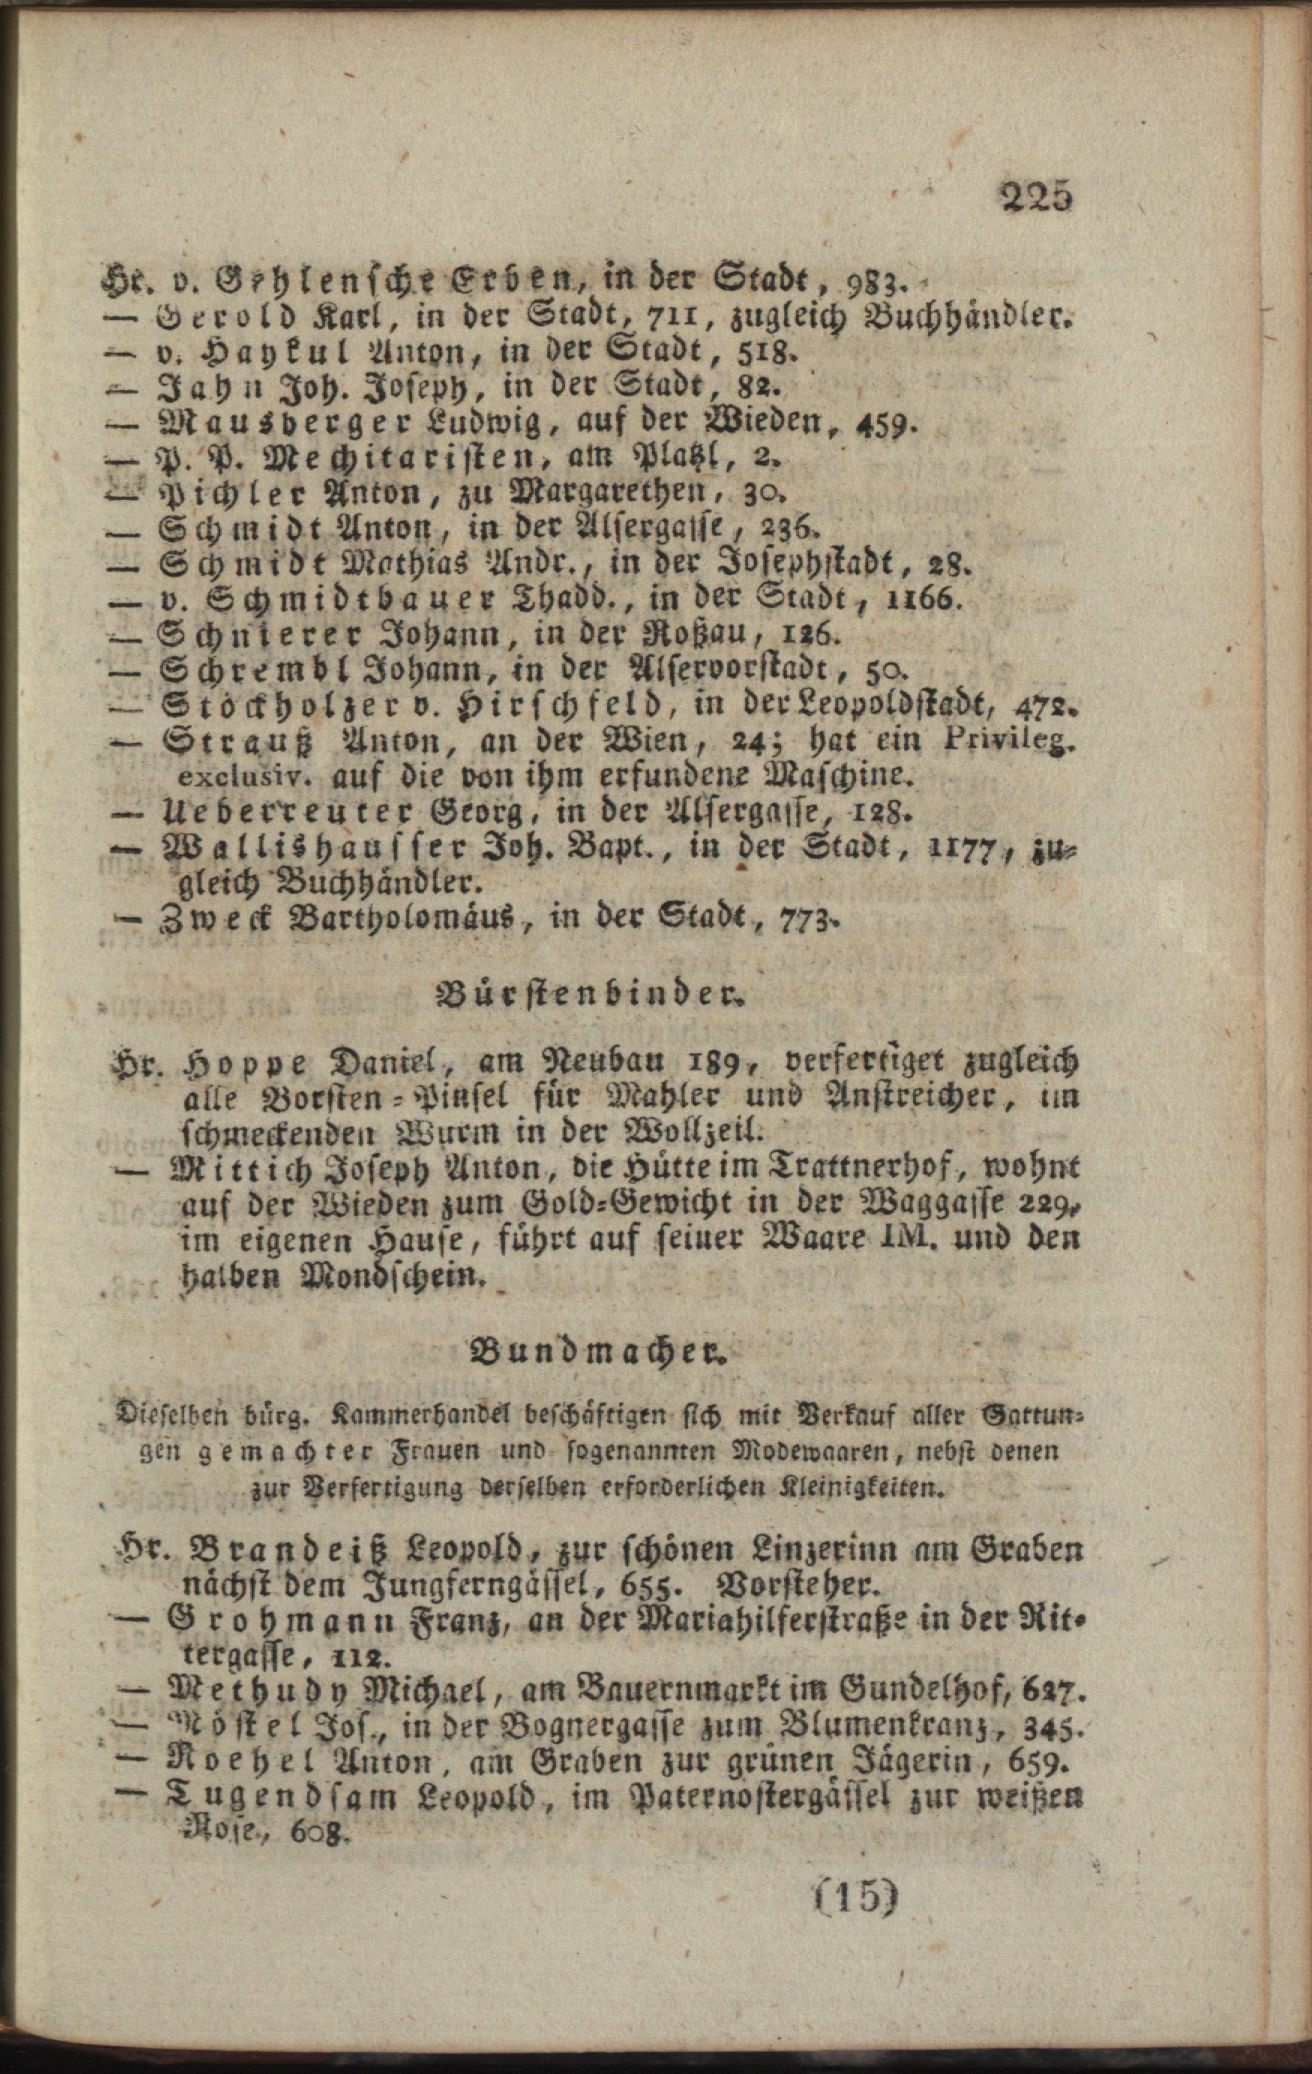 225
Hr. v. Gehlensche Erben, in der Stadt, 983.
— Gerold Karl, in der Stadt, 711, zugleich Buchhändler.
— v. Haykul Anton, in der Stadt, 518.
— Jahn Joh. Joseph, in der Stadt, 82.
— Mausberger Ludwig, auf der Wieden, 459.
— P. P. Mechitaristen, am Platzl, 2.
— Pichler Anton, zu Margarethen, 30.
— Schmidt Anton, in der Alsergasse, 236.
— Schmidt Mathias Andr., in der Josephstadt, 28.
— v. Schmidtbauer Thadd., in der Stadt, 1166.
— Schnierer Johann, in der Roßau, 126.
— Schrembl Johann, in der Alservorstadt, 50.
— Stöckholzer v. Hirschfeld, in der Leopoldstadt, 472.
— Strauß Anton, an der Wien, 24; hat ein Privileg.
exclusiv. auf die von ihm erfundene Maschine.
— Ueberreuter Georg, in der Alsergasse, 128.
— Wallishausser Joh. Bapt., in der Stadt, 1177, zu-
gleich Buchhändler.
— Zweck Bartholomäus, in der Stadt, 773.
Bürstenbinder.
Hr. Hoppe Daniel, am Neubau 189, verfertiget zugleich
alle Borsten-Pinsel für Mahler und Anstreicher, im
schmeckenden Wurm in der Wollzeil.
— Mittich Joseph Anton, die Hütte im Trattnerhof, wohnt
auf der Wieden zum Gold-Gewicht in der Waggasse 229,
im eigenen Hause, führt auf seiner Waare IM. und den
halben Mondschein.
Bundmacher.
Dieselben bürg. Kammerhandel beschäftigen sich mit Verkauf aller Gattun-
gen gemachter Frauen und sogenannten Modewaaren, nebst denen
zur Verfertigung derselben erforderlichen Kleinigkeiten.
Hr. Brandeiß Leopold, zur schönen Linzerinn am Graben
nächst dem Jungferngässel, 655. Vorsteher.
— Grohmann Franz, an der Mariahilferstraße in der Rit-
tergasse, 112.
— Methudy Michael, am Bauernmarkt im Gundelhof, 627.
— Nöstel Jos., in der Bognergasse zum Blumenkranz, 345.
— Roehel Anton, am Graben zur grünen Jägerin, 659.
— Tugendsam Leopold, im Paternostergässel zur weißen
Rose, 608.
(15)